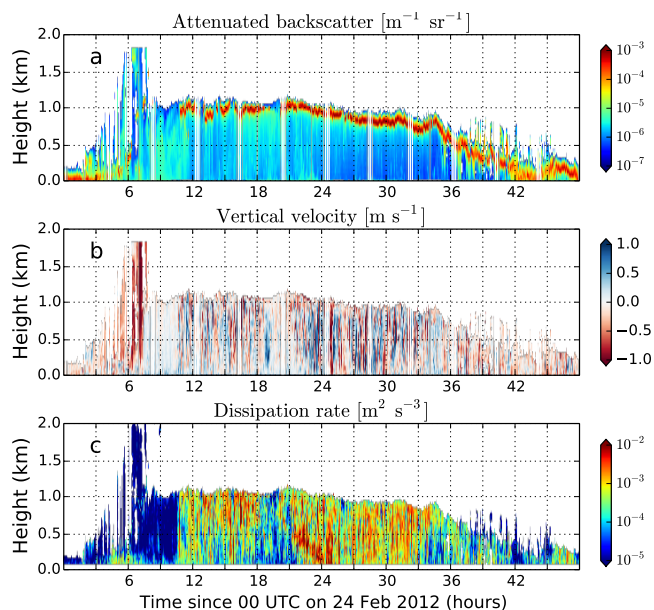 Attenuated backscatter [m⁻¹ sr⁻¹]
a
Height (km)
2.0
1.5
1.0
0.5
0.0
6 12 18 24 30 36 42
10⁻³
10⁻⁴
10⁻⁵
10⁻⁶
10⁻⁷
Vertical velocity [m s⁻¹]
b
Height (km)
2.0
1.5
1.0
0.5
0.0
6 12 18 24 30 36 42
1.0
0.5
0.0
−0.5
−1.0
Dissipation rate [m² s⁻³]
c
Height (km)
2.0
1.5
1.0
0.5
0.0
6 12 18 24 30 36 42
10⁻²
10⁻³
10⁻⁴
10⁻⁵
Time since 00 UTC on 24 Feb 2012 (hours)